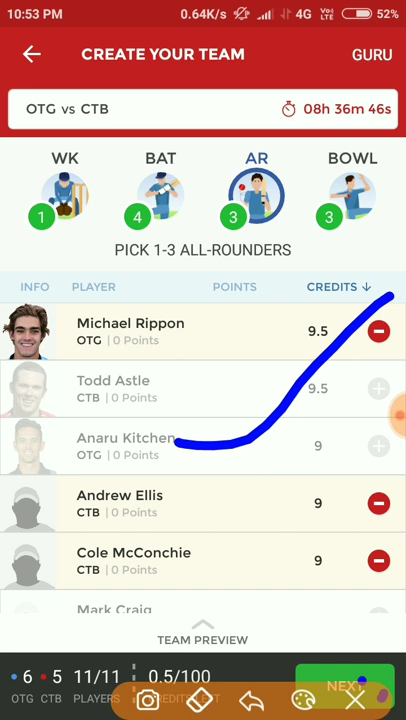 10:53 PM 0.64K/s 4G VoLTE 52%
CREATE YOUR TEAM GURU
OTG vs CTB 08h 36m 46s
WK BAT AR BOWL
1 4 3 3
PICK 1-3 ALL-ROUNDERS
INFO PLAYER POINTS CREDITS ↓
Michael Rippon 9.5
OTG | 0 Points
Todd Astle 9.5
CTB | 0 Points
Anaru Kitchen 9
OTG | 0 Points
Andrew Ellis 9
CTB | 0 Points
Cole McConchie 9
CTB | 0 Points
Mark Craig
TEAM PREVIEW
6 5 11/11 0.5/100 NEXT
OTG CTB PLAYERS CREDITS LEFT